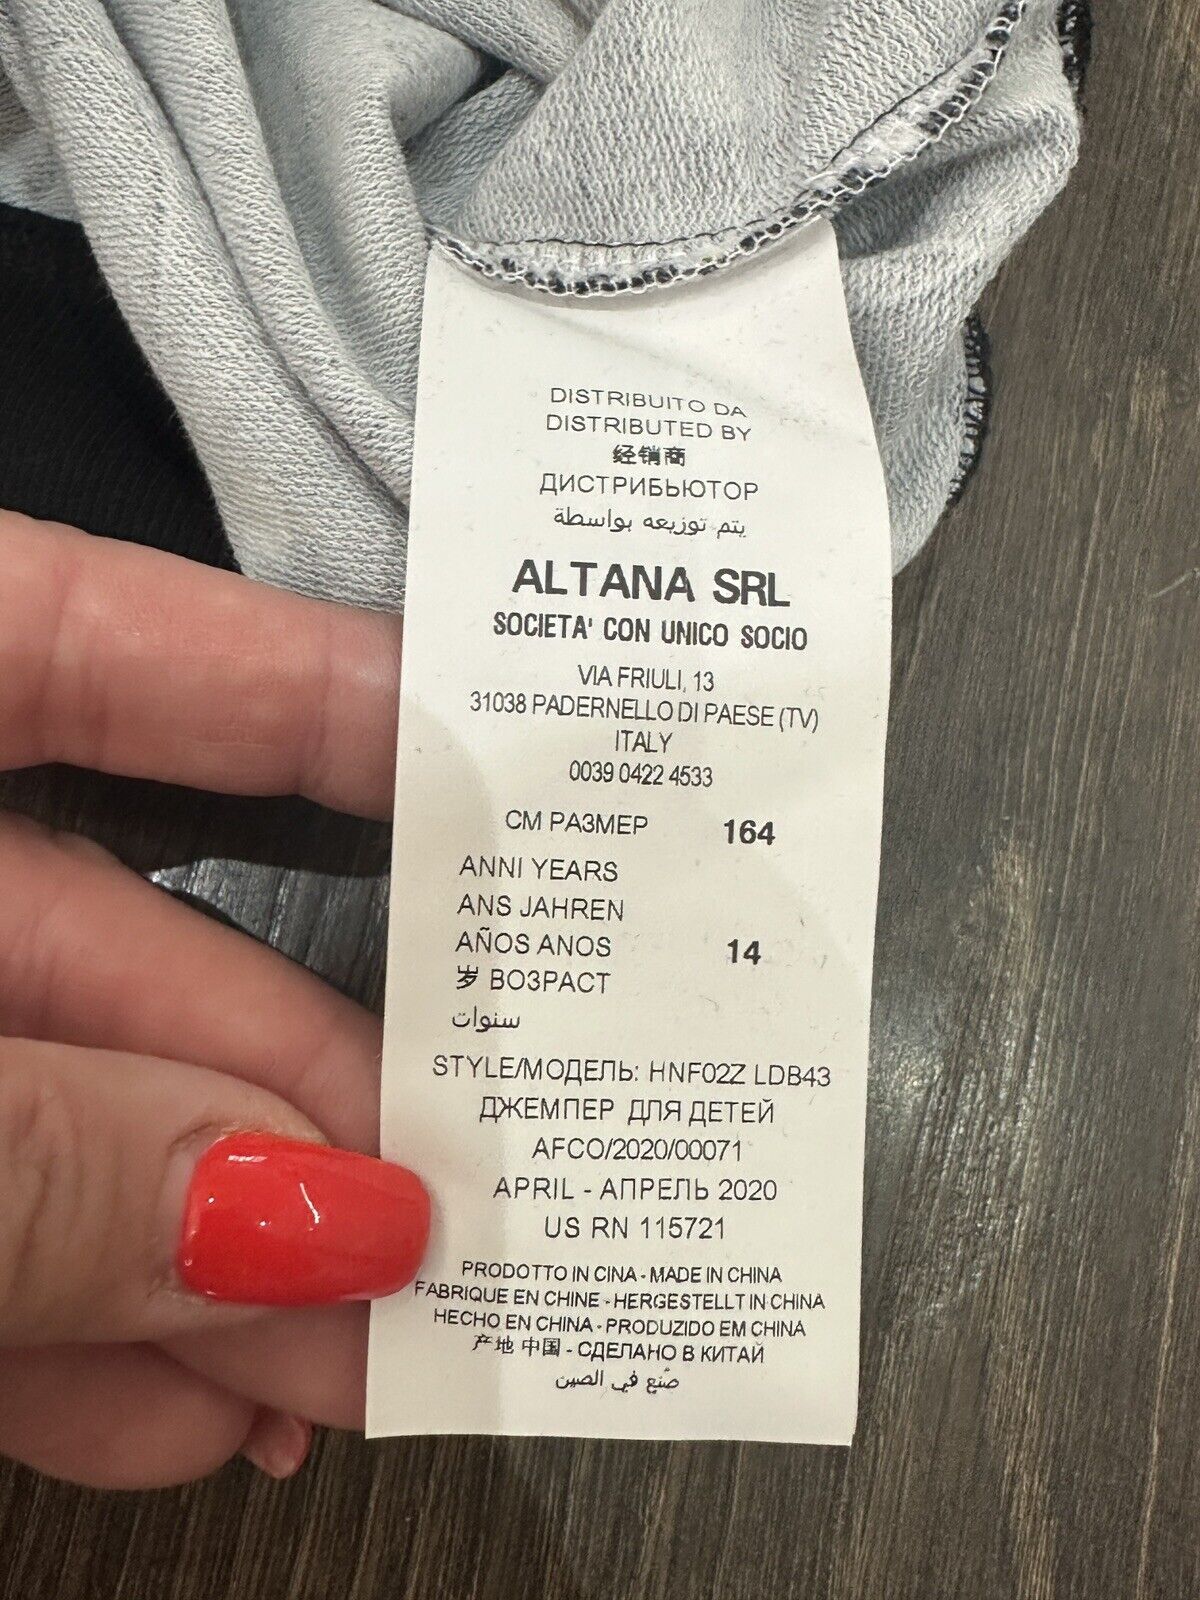 DISTRIBUITO DA
DISTRIBUTED BY
经销商
ДИСТРИБЬЮТОР
يتم توزيعه بواسطة
ALTANA SRL
SOCIETA' CON UNICO SOCIO
VIA FRIULI, 13
31038 PADERNELLO DI PAESE (TV)
ITALY
0039 0422 4533
СМ РАЗМЕР 164
ANNI YEARS
ANS JAHREN
AÑOS ANOS 14
岁 ВОЗРАСТ
سنوات
STYLE/МОДЕЛЬ: HNF02Z LDB43
ДЖЕМПЕР ДЛЯ ДЕТЕЙ
AFCO/2020/00071
APRIL - АПРЕЛЬ 2020
US RN 115721
PRODOTTO IN CINA - MADE IN CHINA
FABRIQUE EN CHINE - HERGESTELLT IN CHINA
HECHO EN CHINA - PRODUZIDO EM CHINA
产地 中国 - СДЕЛАНО В КИТАЙ
صُنع في الصين